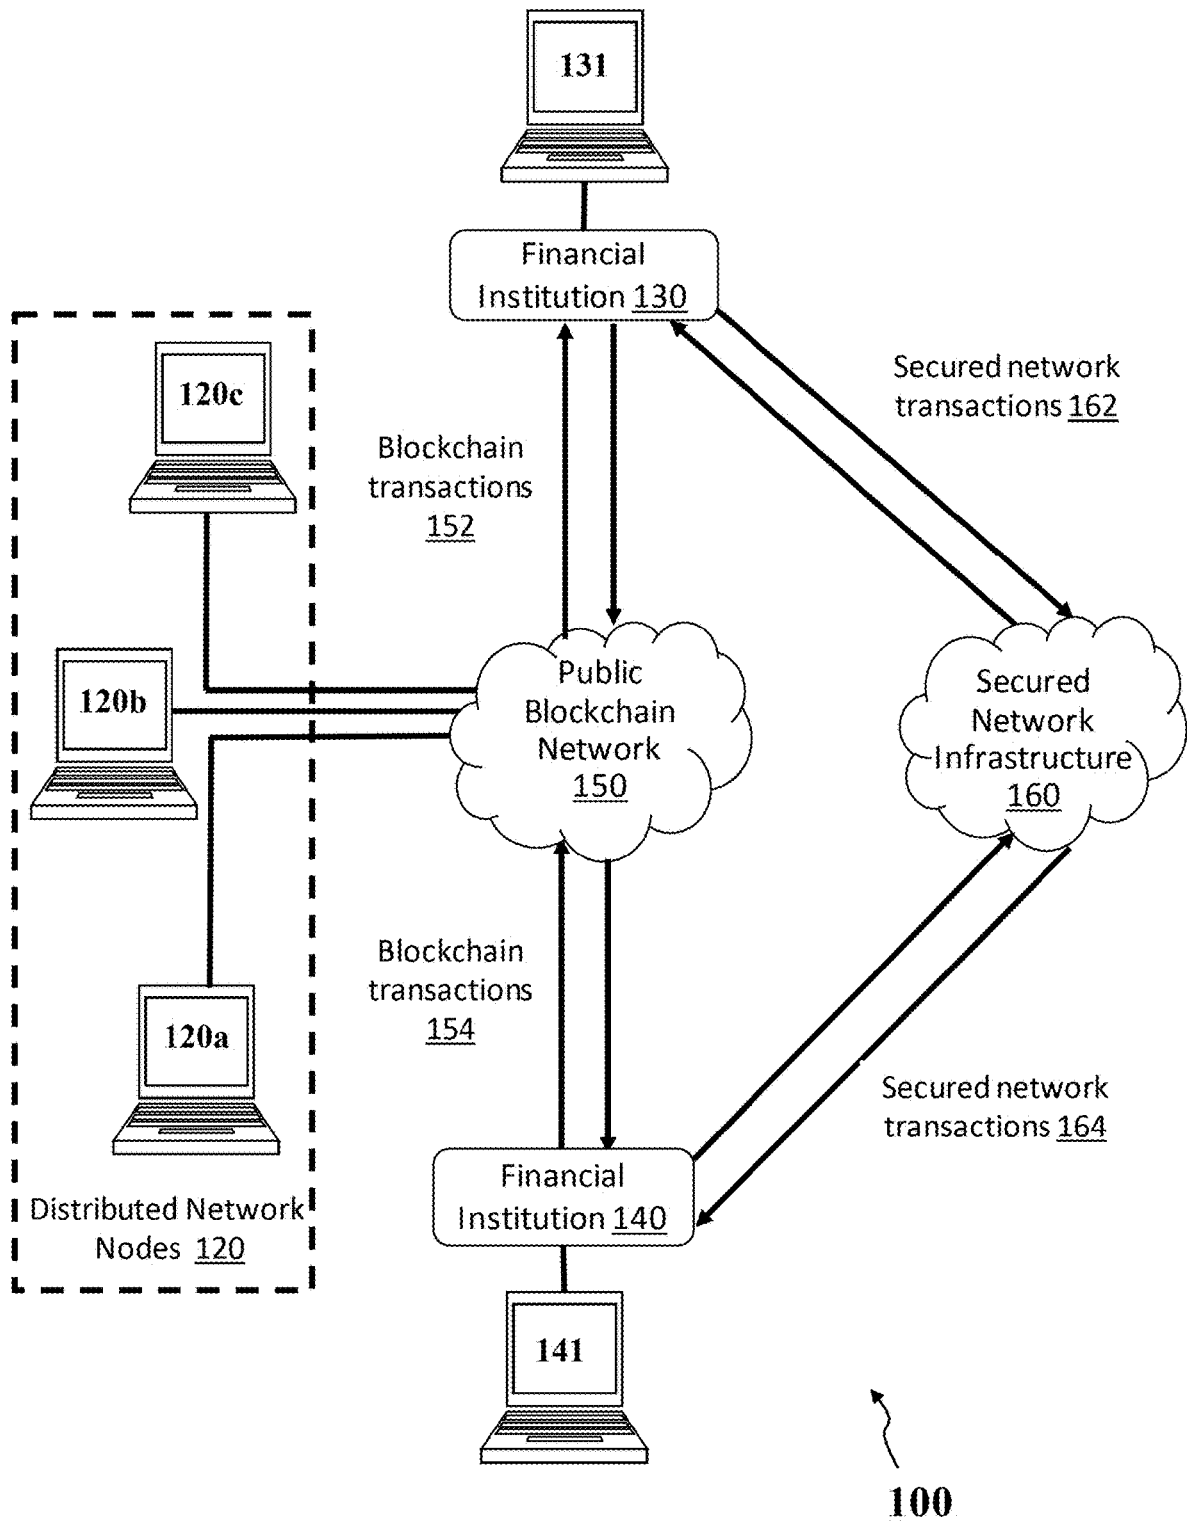 131
Financial
Institution 130
120c
Secured network
transactions 162
Blockchain
transactions
152
120b
Public
Blockchain
Network
150
Secured
Network
Infrastructure
160
Blockchain
transactions
154
120a
Secured network
transactions 164
Financial
Institution 140
Distributed Network
Nodes 120
141
100